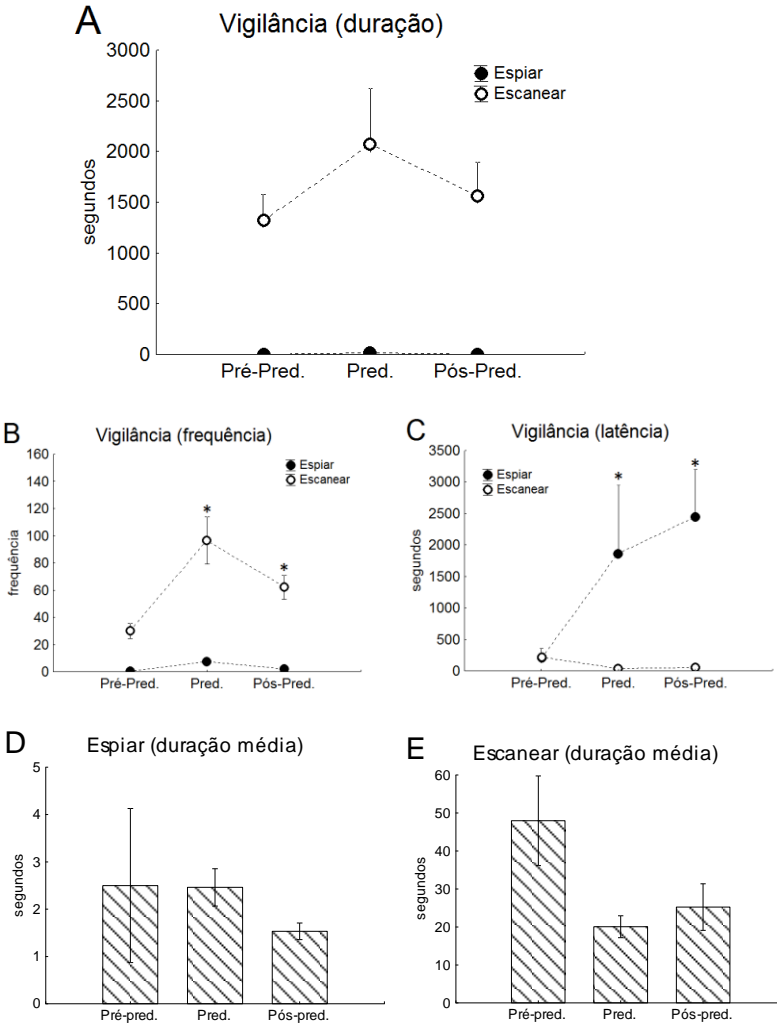 A
Vigilância (duração)
3000
2500
2000
1500
1000
500
0
segundos
Espiar
Escanear
Pré-Pred.
Pred.
Pós-Pred.
B
Vigilância (frequência)
160
140
120
100
80
60
40
20
0
frequência
Espiar
Escanear
*
*
Pré-Pred.
Pred.
Pós-Pred.
C
Vigilância (latência)
3500
3000
2500
2000
1500
1000
500
0
segundos
Espiar
Escanear
*
*
Pré-Pred.
Pred.
Pós-Pred.
D
Espiar (duração média)
5
4
3
2
1
0
segundos
Pré-pred.
Pred.
Pós-pred.
E
Escanear (duração média)
60
50
40
30
20
10
0
segundos
Pré-pred.
Pred.
Pós-pred.